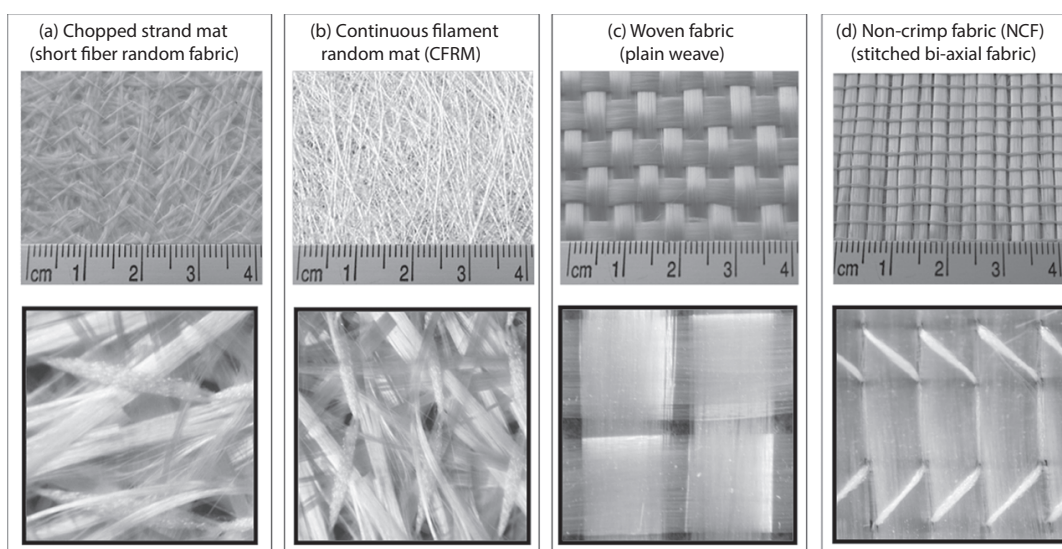 (a) Chopped strand mat
(short fiber random fabric)
(b) Continuous filament
random mat (CFRM)
(c) Woven fabric
(plain weave)
(d) Non-crimp fabric (NCF)
(stitched bi-axial fabric)
cm 1 2 3 4
cm 1 2 3 4
cm 1 2 3 4
cm 1 2 3 4